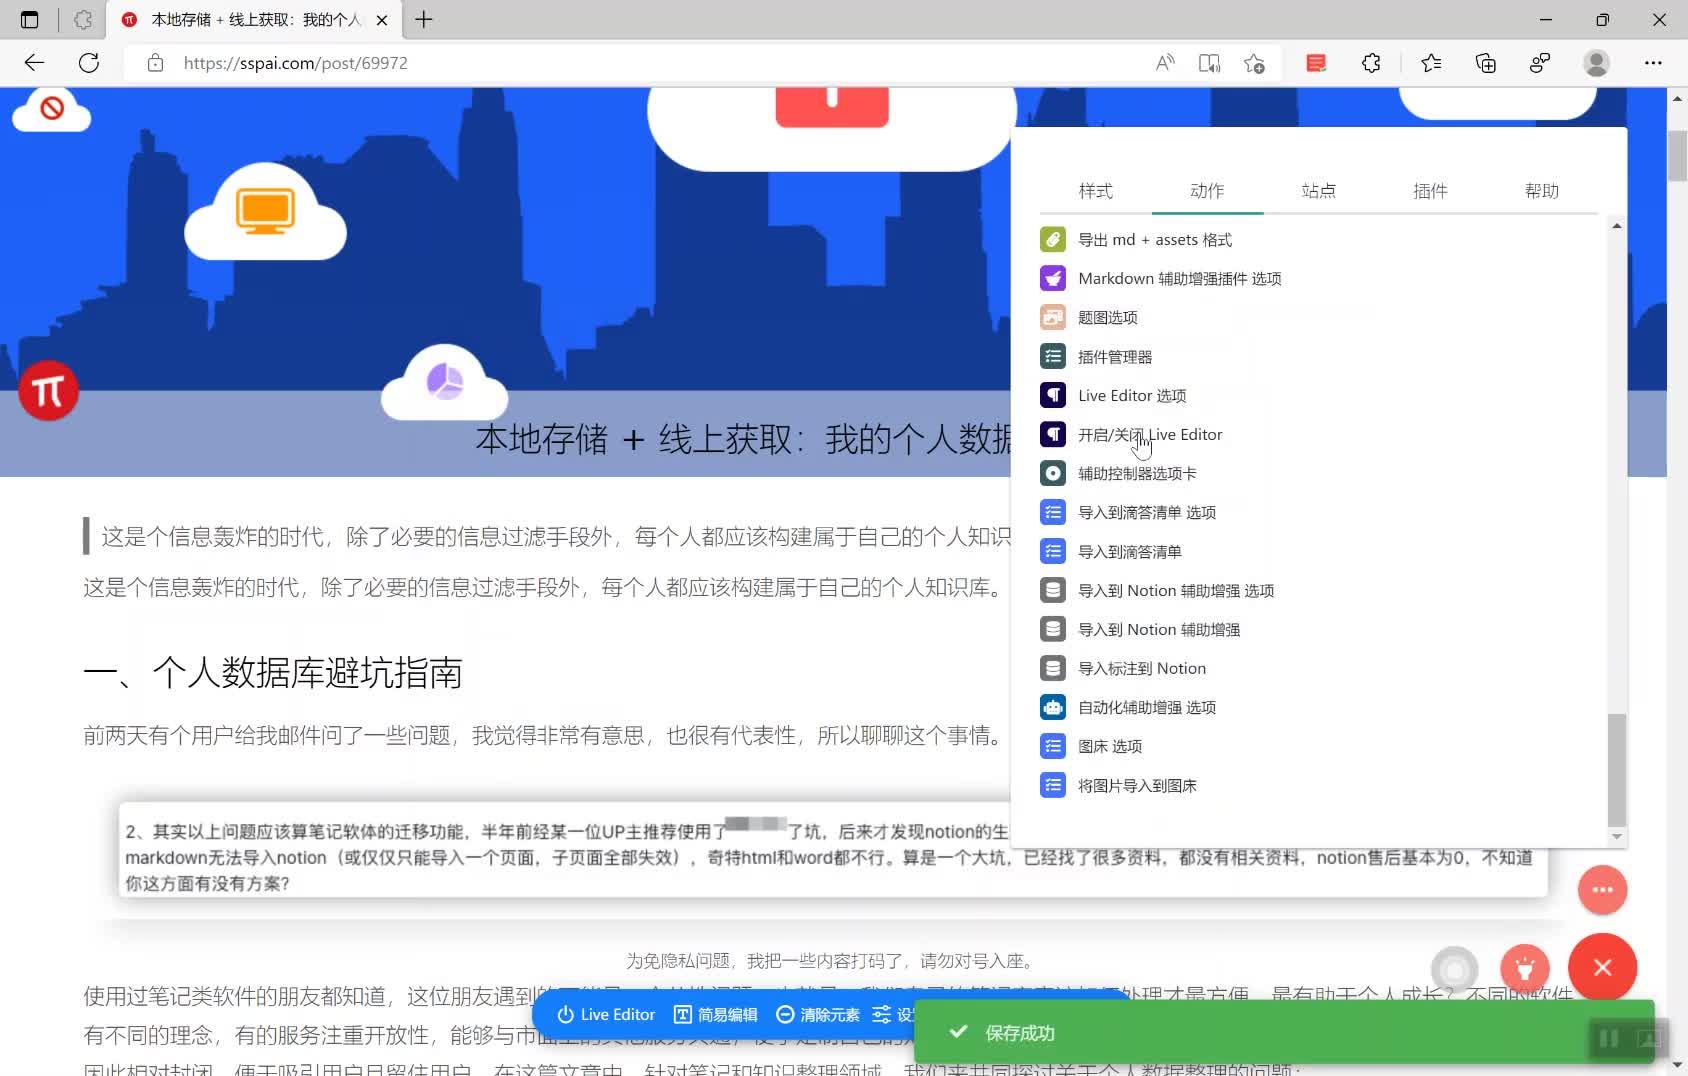 本地存储 + 线上获取：我的个人
https://sspai.com/post/69972
样式
动作
站点
插件
帮助
导出 md + assets 格式
Markdown 辅助增强插件 选项
题图选项
插件管理器
Live Editor 选项
开启/关闭 Live Editor
辅助控制器选项卡
导入到滴答清单 选项
导入到滴答清单
导入到 Notion 辅助增强 选项
导入到 Notion 辅助增强
导入标注到 Notion
自动化辅助增强 选项
图床 选项
将图片导入到图床
本地存储 + 线上获取：我的个人数据
这是个信息轰炸的时代，除了必要的信息过滤手段外，每个人都应该构建属于自己的个人知识
这是个信息轰炸的时代，除了必要的信息过滤手段外，每个人都应该构建属于自己的个人知识库。
一、个人数据库避坑指南
前两天有个用户给我邮件问了一些问题，我觉得非常有意思，也很有代表性，所以聊聊这个事情。
2、其实以上问题应该算笔记软体的迁移功能，半年前经某一位UP主推荐使用了 了坑，后来才发现notion的生
markdown无法导入notion（或仅仅只能导入一个页面，子页面全部失效），奇特html和word都不行。算是一个大坑，已经找了很多资料，都没有相关资料，notion售后基本为0，不知道
你这方面有没有方案？
为免隐私问题，我把一些内容打码了，请勿对号入座。
使用过笔记类软件的朋友都知道，这位朋友遇到 处理才最方便，最有助于个人成长？不同的软件
有不同的理念，有的服务注重开放性，能够与市
Live Editor
简易编辑
清除元素
设
保存成功
因此相对封闭，便于吸引用户且留住用户。在这篇文章中，针对笔记和知识整理领域，我们来共同探讨关于个人数据整理的问题：